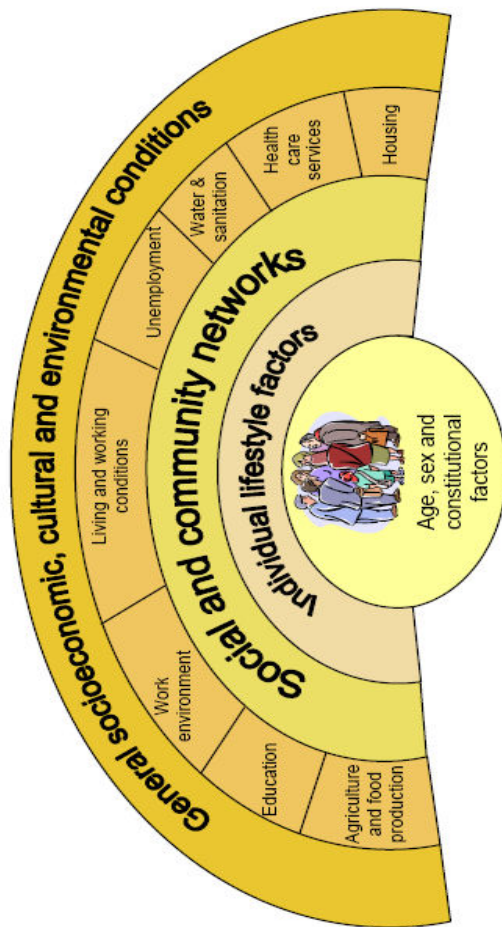 General socioeconomic, cultural and environmental conditions
Agriculture
and food
production
Education
Work
environment
Living and working
conditions
Unemployment
Water &
sanitation
Health
care
services
Housing
Social and community networks
Individual lifestyle factors
Age, sex and
constitutional
factors